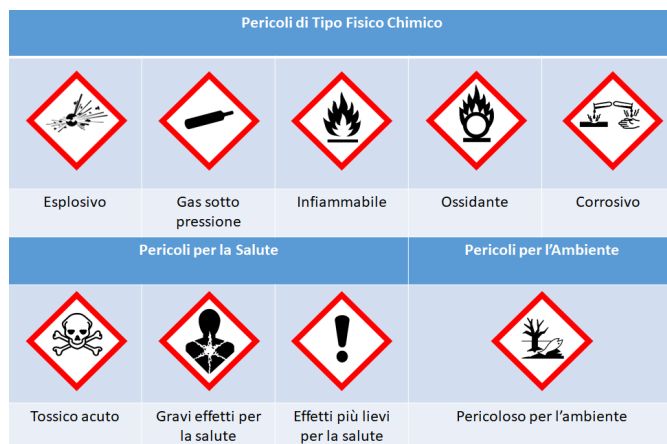 Pericoli di Tipo Fisico Chimico
Esplosivo
Gas sotto
pressione
Infiammabile
Ossidante
Corrosivo
Pericoli per la Salute
Pericoli per l'Ambiente
Tossico acuto
Gravi effetti per
la salute
Effetti più lievi
per la salute
Pericoloso per l'ambiente